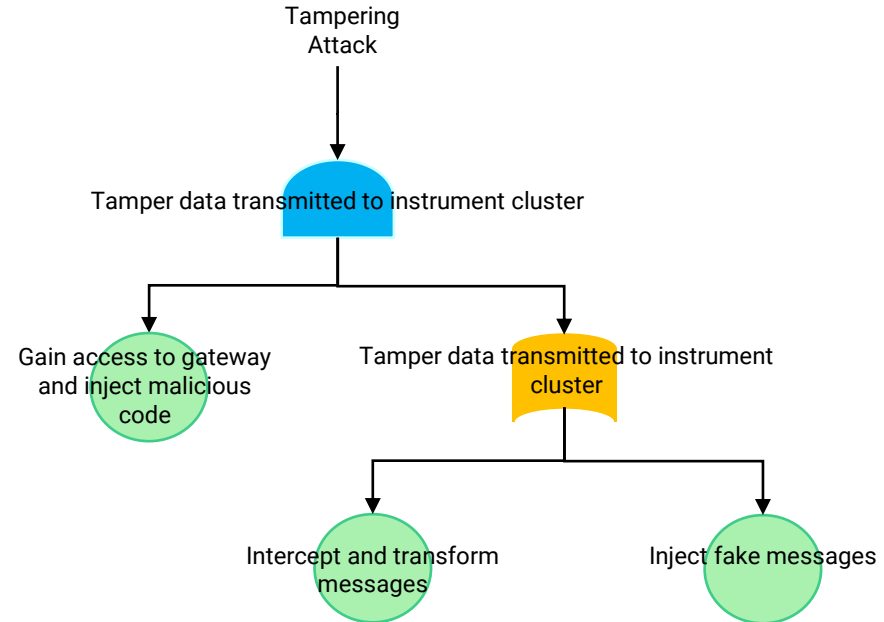 Tampering
Attack
Tamper data transmitted to instrument cluster
Gain access to gateway
and inject malicious
code
Tamper data transmitted to instrument
cluster
Intercept and transform
messages
Inject fake messages